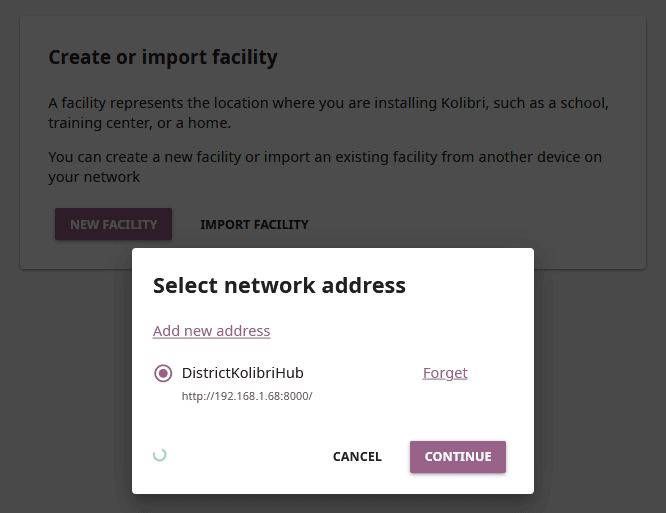 Create or import facility
A facility represents the location where you are installing Kolibri, such as a school,
training center, or a home.
You can create a new facility or import an existing facility from another device on
your network
NEW FACILITY IMPORT FACILITY
Select network address
Add new address
DistrictKolibriHub Forget
http://192.168.1.68:8000/
CANCEL CONTINUE